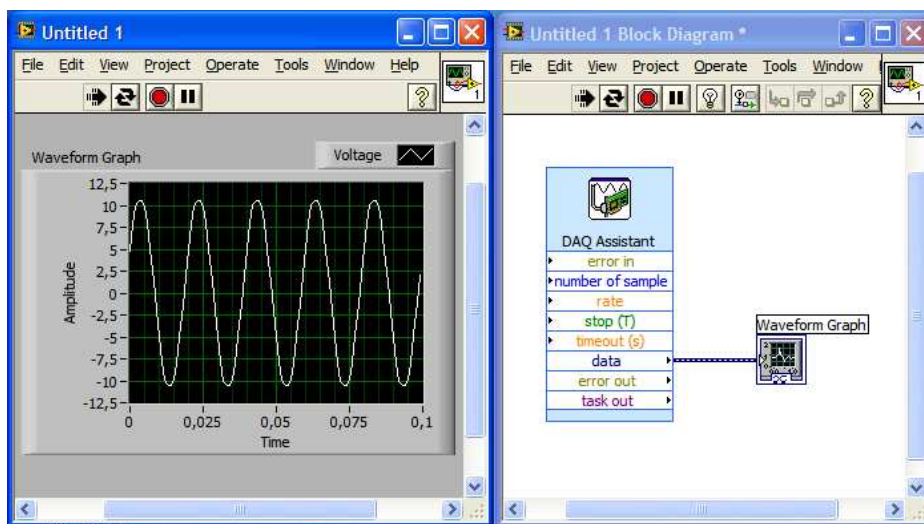 Untitled 1
File Edit View Project Operate Tools Window Help
1
Waveform Graph
Voltage
12,5
10
7,5
5
2,5
0
-2,5
-5
-7,5
-10
-12,5
Amplitude
0 0,025 0,05 0,075 0,1
Time
Untitled 1 Block Diagram *
File Edit View Project Operate Tools Window
1
DAQ Assistant
error in
number of sample
rate
stop (T)
timeout (s)
data
error out
task out
Waveform Graph